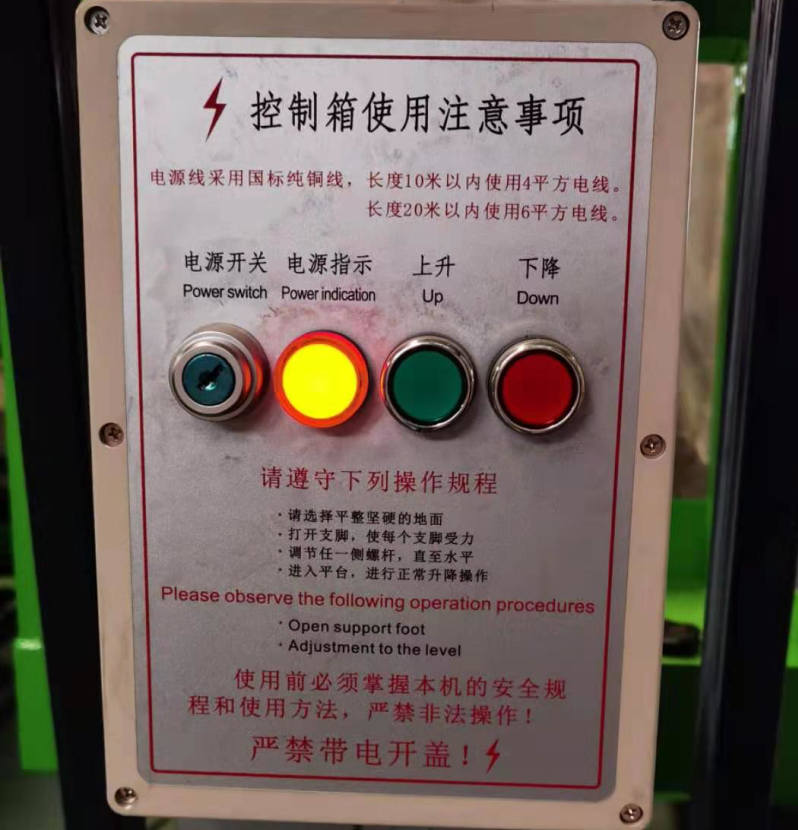 控制箱使用注意事项
电源线采用国标纯铜线，长度10米以内使用4平方电线。
长度20米以内使用6平方电线。
电源开关 电源指示 上升 下降
Power switch Power indication Up Down
请遵守下列操作规程
·请选择平整坚硬的地面
·打开支脚，使每个支脚受力
·调节任一侧螺杆，直至水平
·进入平台，进行正常升降操作
Please observe the following operation procedures
·Open support foot
·Adjustment to the level
使用前必须掌握本机的安全规
程和使用方法，严禁非法操作！
严禁带电开盖！